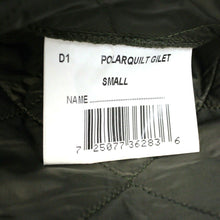 D1 POLARQUILT GILET
SMALL
NAME
7 25077 36283 6